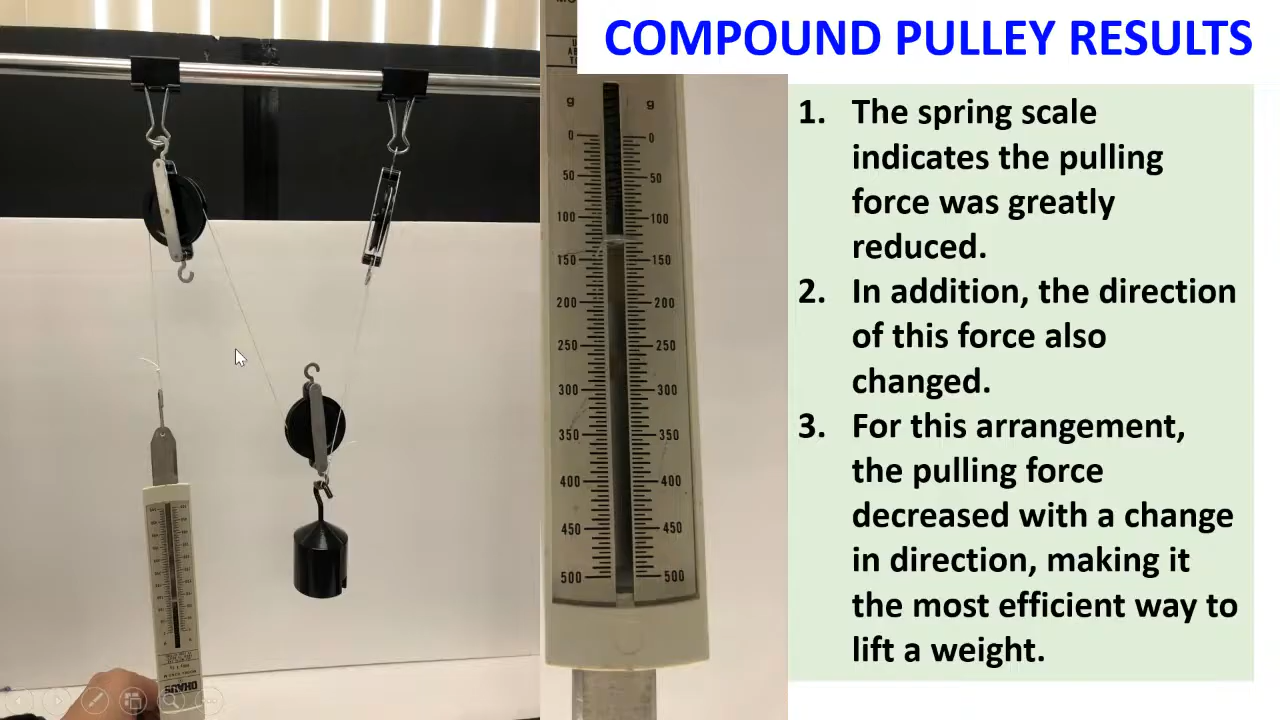 COMPOUND PULLEY RESULTS
1. The spring scale
indicates the pulling
force was greatly
reduced.
2. In addition, the direction
of this force also
changed.
3. For this arrangement,
the pulling force
decreased with a change
in direction, making it
the most efficient way to
lift a weight.
g g
0 0
50 50
100 100
150 150
200 200
250 250
300 300
350 350
400 400
450 450
500 500
OHAUS